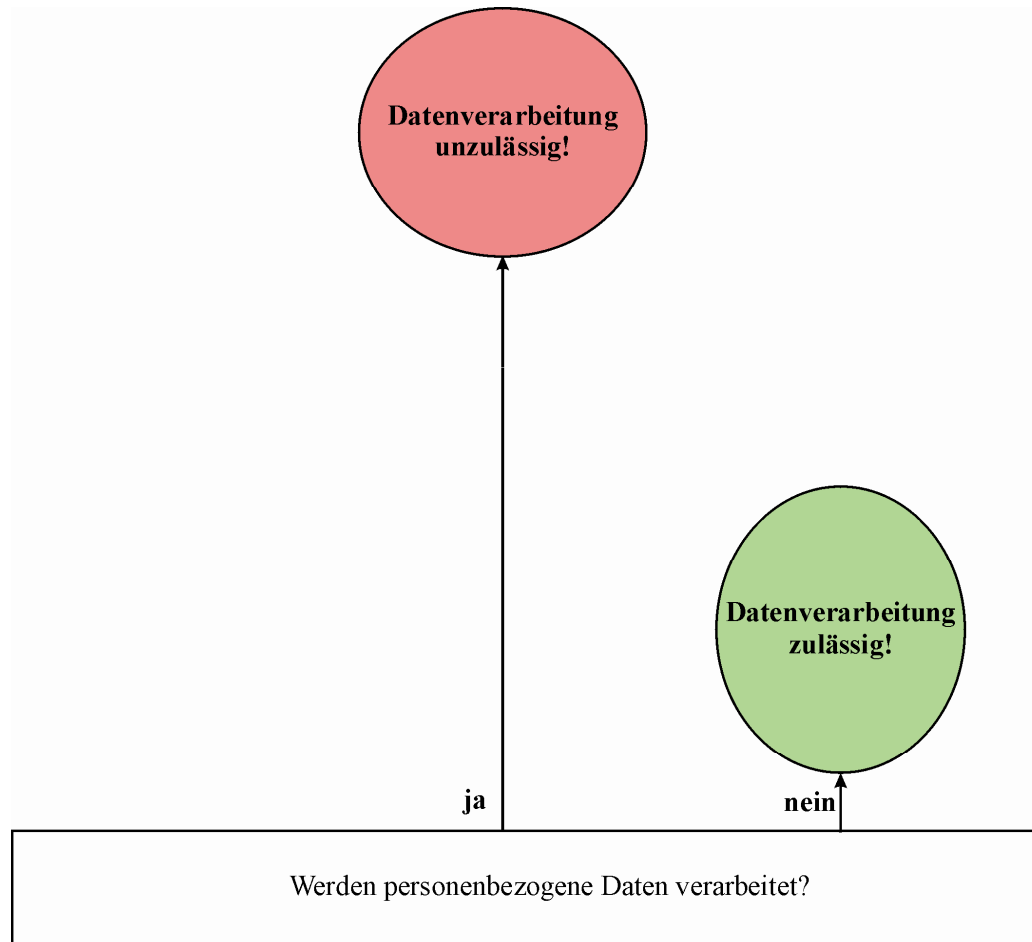 Datenverarbeitung
unzulässig!
Datenverarbeitung
zulässig!
ja
nein
Werden personenbezogene Daten verarbeitet?